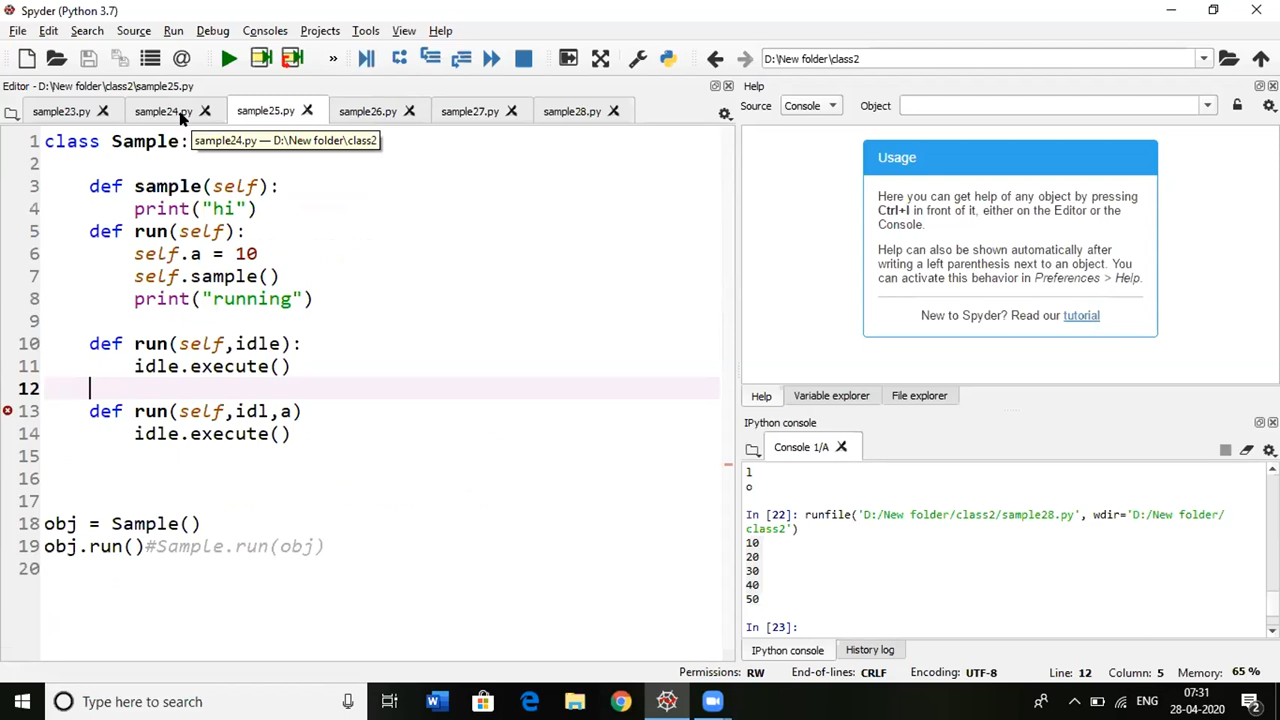 Spyder (Python 3.7)
File Edit Search Source Run Debug Consoles Projects Tools View Help
D:\New folder\class2
Editor - D:\New folder\class2\sample25.py
Help
sample23.py sample24.py sample25.py sample26.py sample27.py sample28.py
Source Console Object
sample24.py — D:\New folder\class2
1 class Sample:
2
3 def sample(self):
4 print("hi")
5 def run(self):
6 self.a = 10
7 self.sample()
8 print("running")
9
10 def run(self,idle):
11 idle.execute()
12
13 def run(self,idl,a)
14 idle.execute()
15
16
17
18 obj = Sample()
19 obj.run()#Sample.run(obj)
20
Usage
Here you can get help of any object by pressing
Ctrl+I in front of it, either on the Editor or the
Console.
Help can also be shown automatically after
writing a left parenthesis next to an object. You
can activate this behavior in Preferences > Help.
New to Spyder? Read our tutorial
Help Variable explorer File explorer
IPython console
Console 1/A
l
o
In [22]: runfile('D:/New folder/class2/sample28.py', wdir='D:/New folder/
class2')
10
20
30
40
50
In [23]:
IPython console History log
Permissions: RW End-of-lines: CRLF Encoding: UTF-8 Line: 12 Column: 5 Memory: 65 %
Type here to search
ENG
07:31
28-04-2020
2